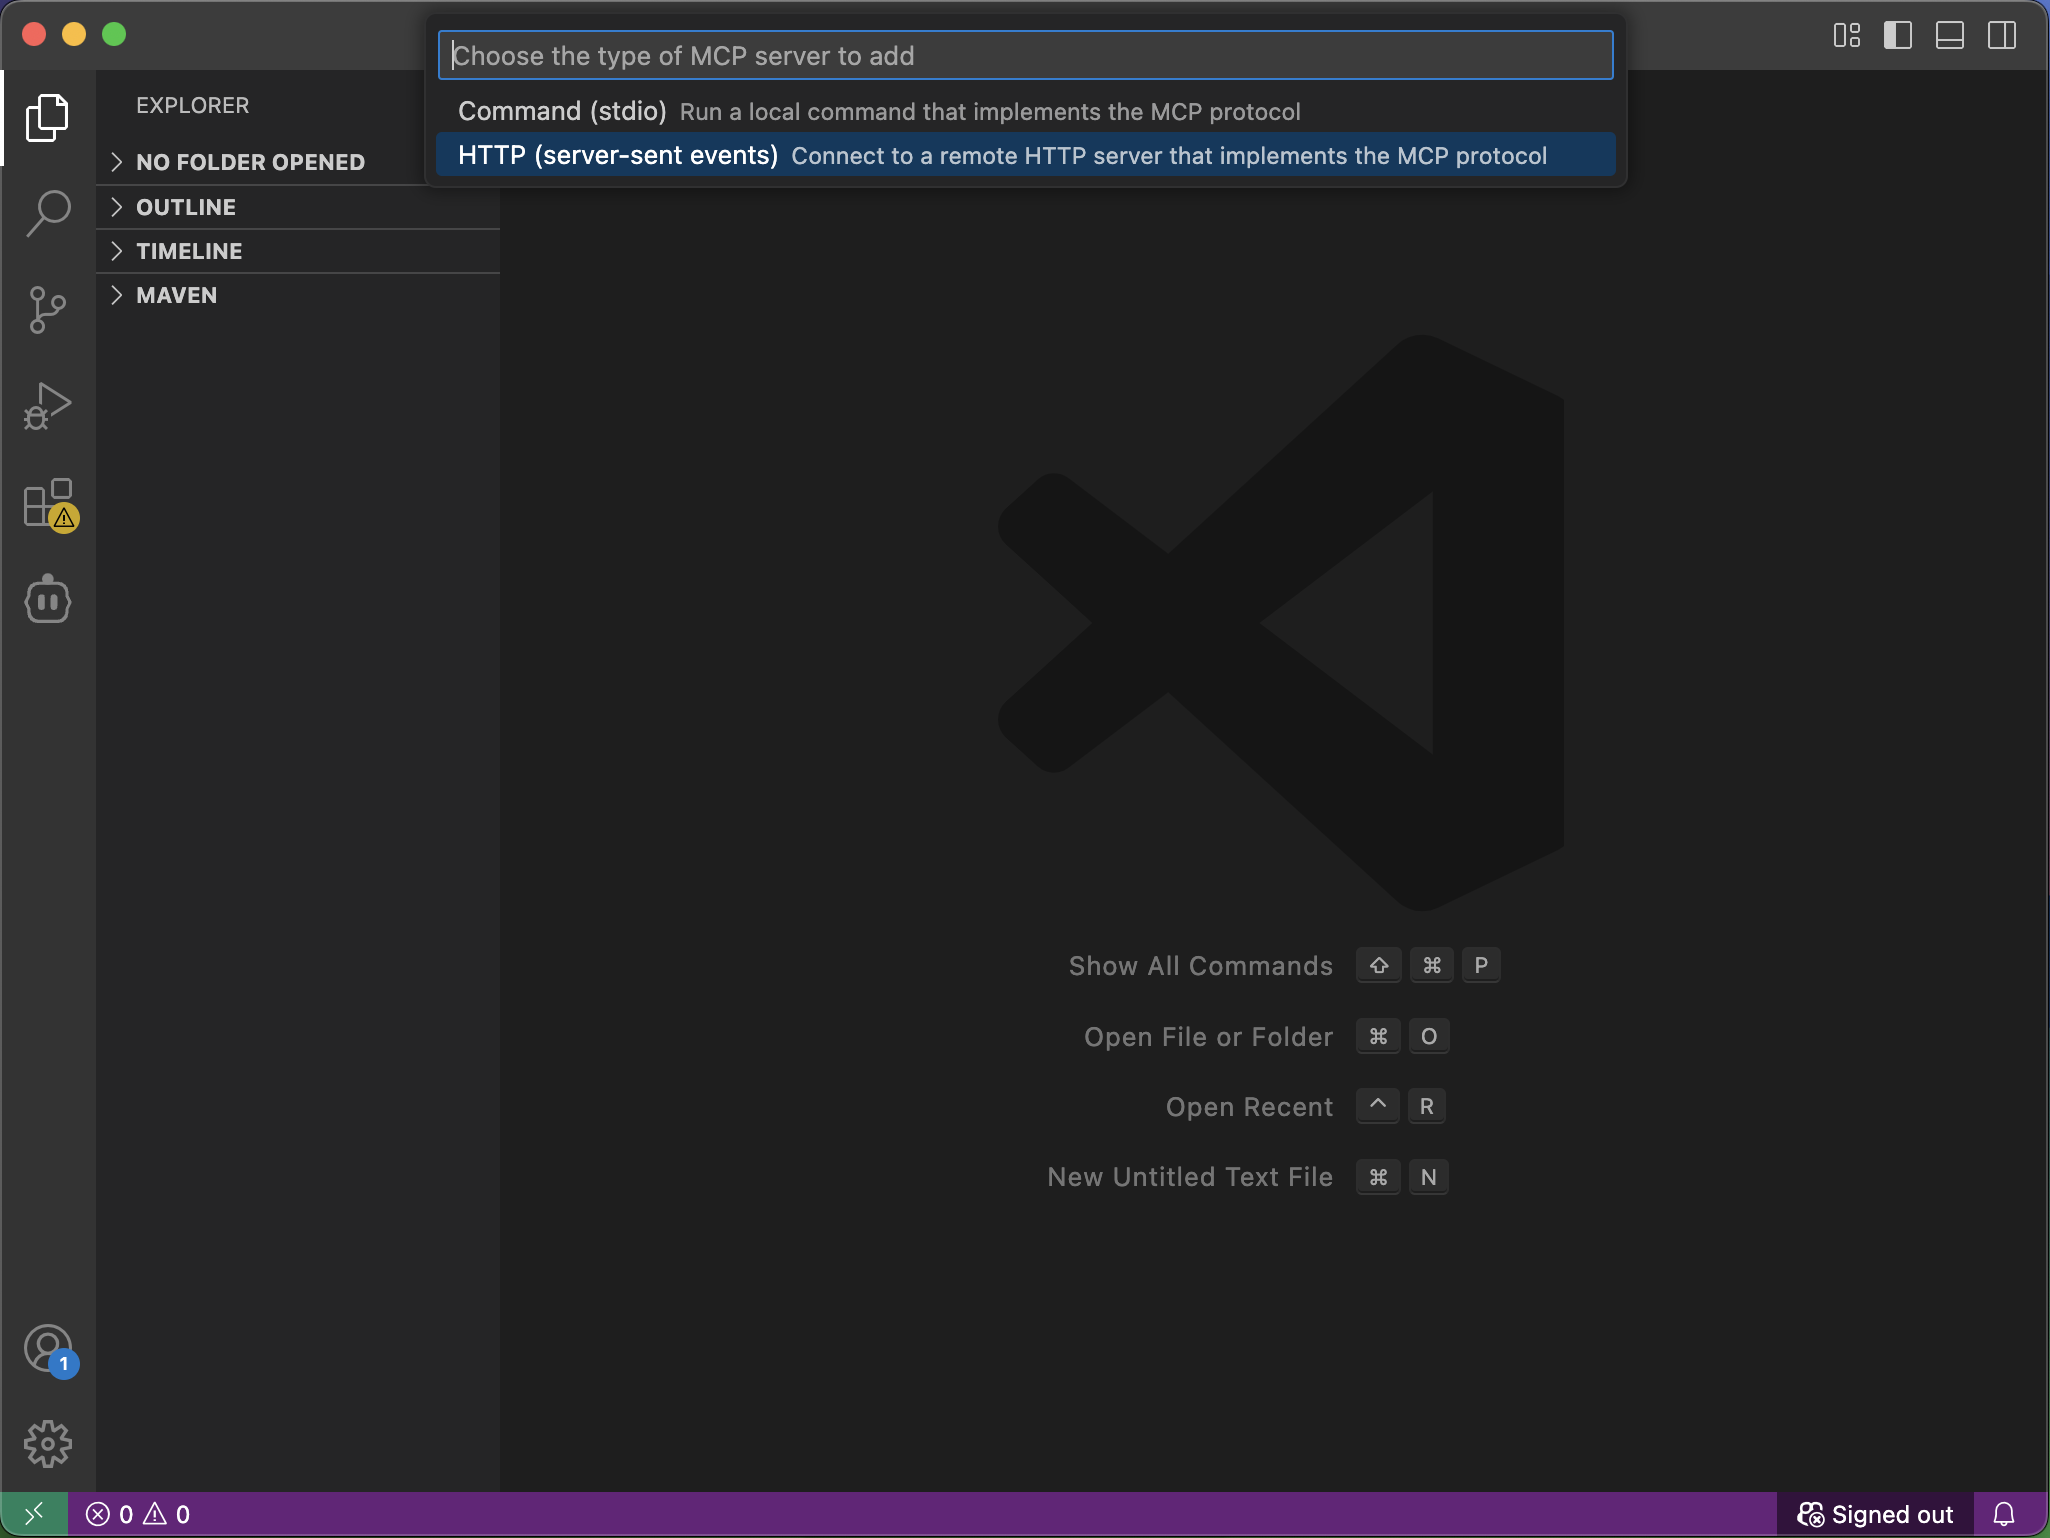 Choose the type of MCP server to add
Command (stdio) Run a local command that implements the MCP protocol
HTTP (server-sent events) Connect to a remote HTTP server that implements the MCP protocol
EXPLORER
NO FOLDER OPENED
OUTLINE
TIMELINE
MAVEN
Show All Commands ⇧ ⌘ P
Open File or Folder ⌘ O
Open Recent ^ R
New Untitled Text File ⌘ N
1
0 0
Signed out